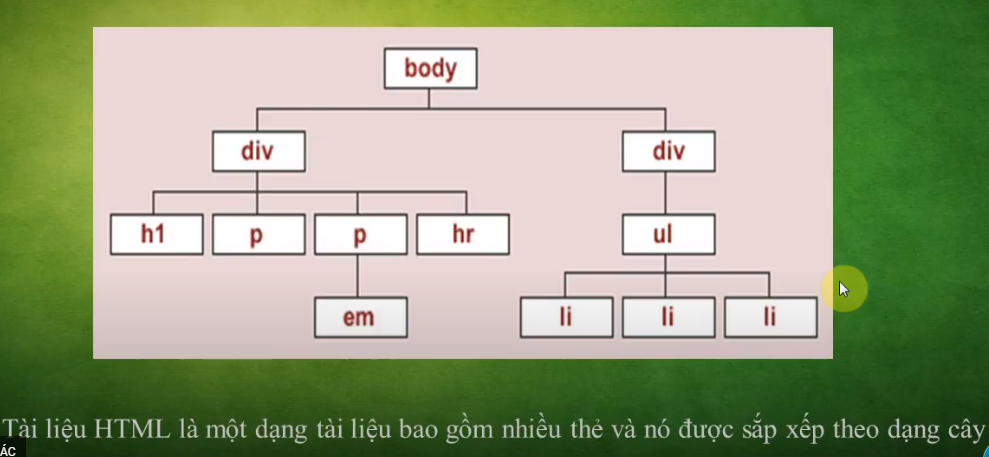 body
div div
h1 p p hr ul
em li li li
Tài liệu HTML là một dạng tài liệu bao gồm nhiều thẻ và nó được sắp xếp theo dạng cây
ÁC